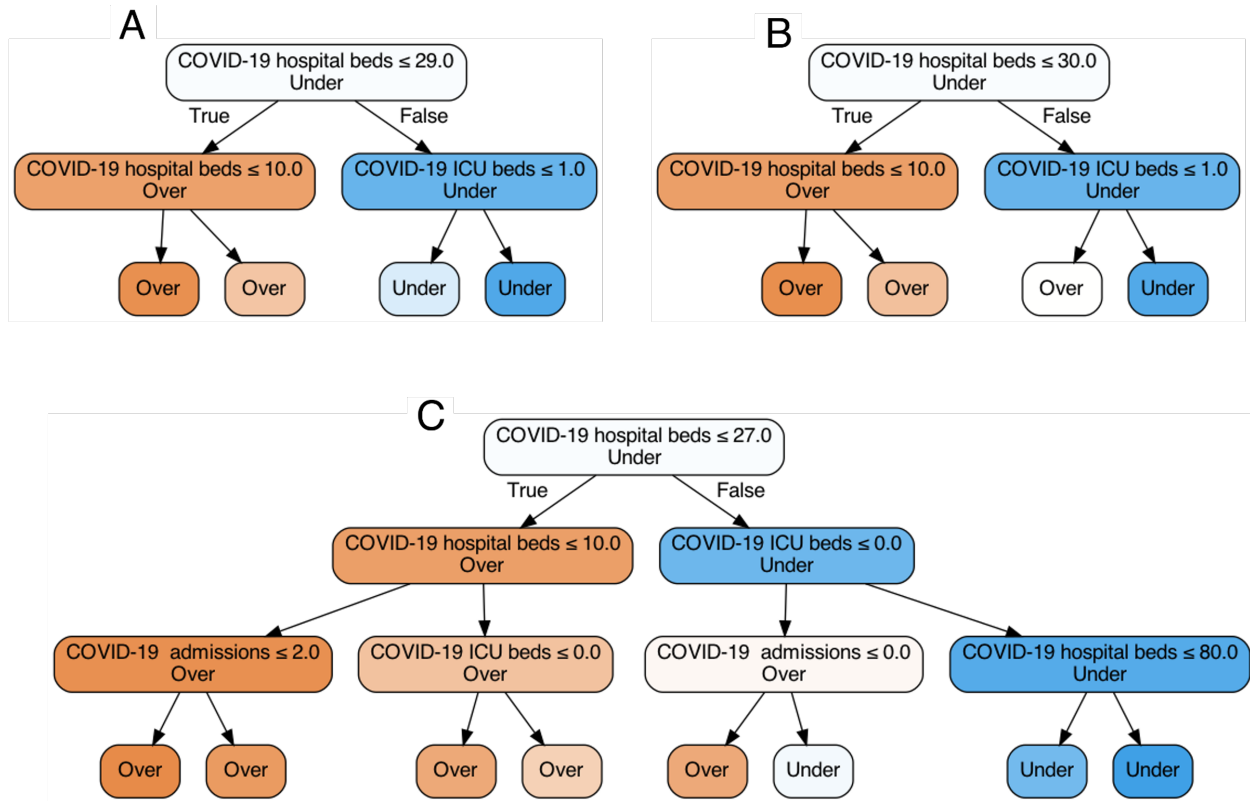 A
COVID-19 hospital beds ≤ 29.0
Under
True
False
COVID-19 hospital beds ≤ 10.0
Over
COVID-19 ICU beds ≤ 1.0
Under
Over
Over
Under
Under
B
COVID-19 hospital beds ≤ 30.0
Under
True
False
COVID-19 hospital beds ≤ 10.0
Over
COVID-19 ICU beds ≤ 1.0
Under
Over
Over
Over
Under
C
COVID-19 hospital beds ≤ 27.0
Under
True
False
COVID-19 hospital beds ≤ 10.0
Over
COVID-19 ICU beds ≤ 0.0
Under
COVID-19 admissions ≤ 2.0
Over
COVID-19 ICU beds ≤ 0.0
Over
COVID-19 admissions ≤ 0.0
Over
COVID-19 hospital beds ≤ 80.0
Under
Over
Over
Over
Over
Over
Under
Under
Under